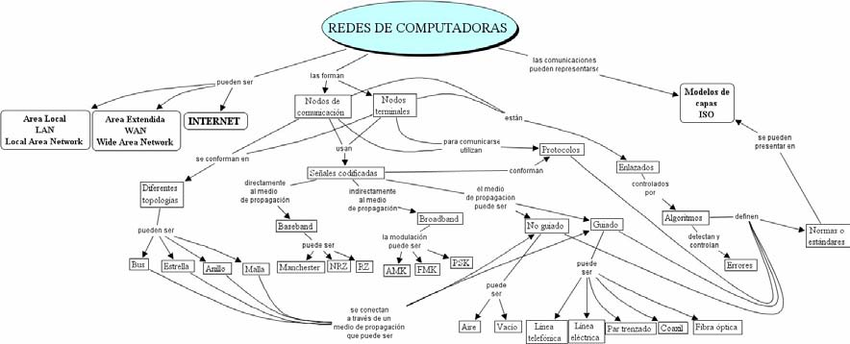 REDES DE COMPUTADORAS
las comunicaciones
pueden representarse
pueden ser
las forman
Modelos de
capas
ISO
Area Local
LAN
Local Area Network
Area Extendida
WAN
Wide Area Network
INTERNET
Nodos de
comunicación
Nodos
terminales
están
se pueden
presentar en
usan
para comunicarse
utilizan
Protocolos
se conforman en
Señales codificadas
conforman
Enlazados
Diferentes
topologías
directamente
al medio
de propagación
indirectamente
al medio
de propagación
el medio
de propagacion
puede ser
controlados
por
Baseband
Broadband
No guiado
Guiado
Algoritmos
definen
Normas o
estándares
pueden ser
puede ser
la modulación
puede ser
detectan y
controlan
Bus
Estrella
Anillo
Malla
Manchester
NRZ
RZ
AMK
FMK
PSK
puede
ser
Errores
puede
ser
se conectan
a través de un
medio de propagación
que puede ser
Aire
Vacio
Línea
telefónica
Línea
eléctrica
Par trenzado
Coaxil
Fibra óptica